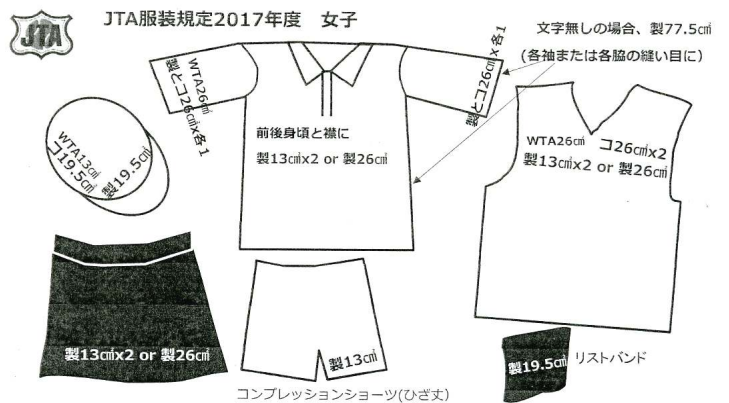 JTA
JTA服装規定2017年度　女子
文字無しの場合、製77.5㎠
(各袖または各脇の縫い目に)
WTA26㎠
製とコ26㎠x各1
製とコ26㎠x各1
前後身頃と襟に
製13㎠x2 or 製26㎠
WTA13㎠
コ19.5㎠
製19.5㎠
WTA26㎠
コ26㎠x2
製13㎠x2 or 製26㎠
製13㎠x2 or 製26㎠
製13㎠
コンプレッションショーツ(ひざ丈)
製19.5㎠
リストバンド